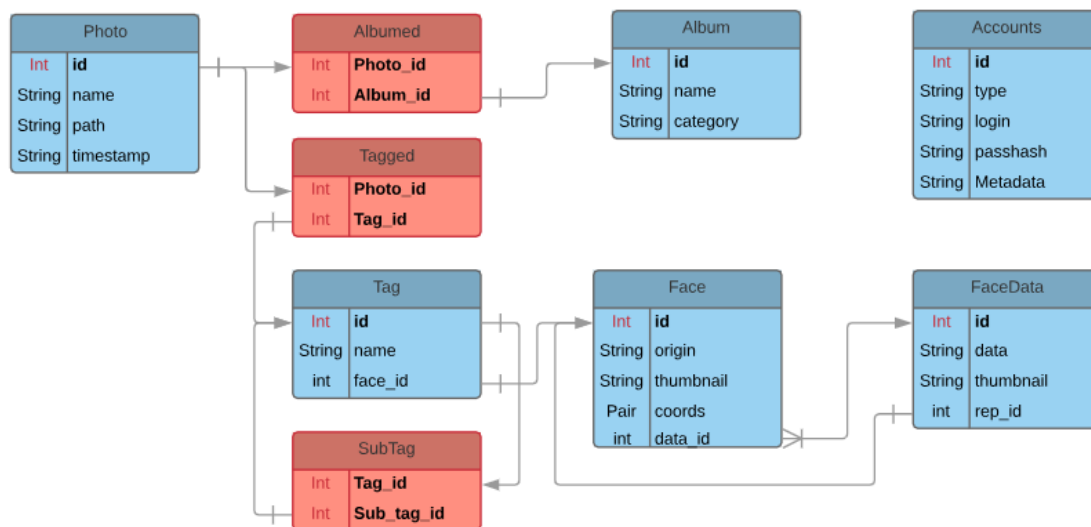 Photo
Int id
String name
String path
String timestamp
Albumed
Int Photo_id
Int Album_id
Album
Int id
String name
String category
Accounts
Int id
String type
String login
String passhash
String Metadata
Tagged
Int Photo_id
Int Tag_id
Tag
Int id
String name
int face_id
Face
Int id
String origin
String thumbnail
Pair coords
int data_id
FaceData
Int id
String data
String thumbnail
int rep_id
SubTag
Int Tag_id
Int Sub_tag_id